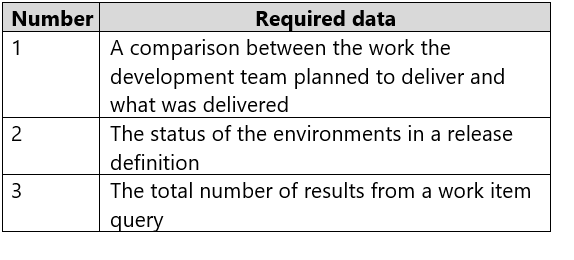 Number Required data
1 A comparison between the work the
development team planned to deliver and
what was delivered
2 The status of the environments in a release
definition
3 The total number of results from a work item
query